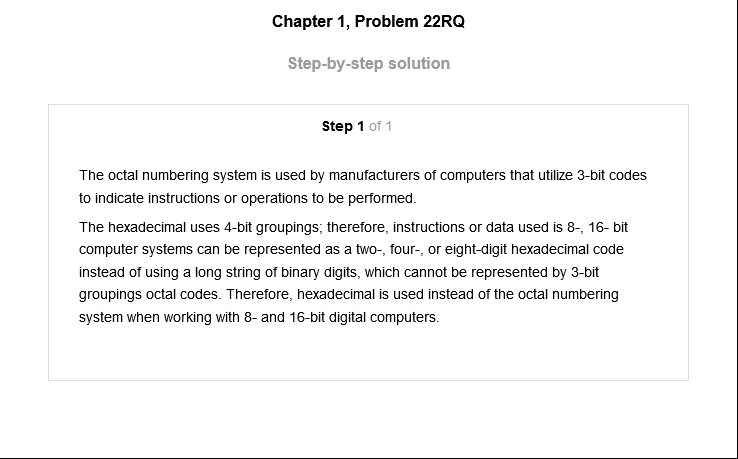 Chapter 1, Problem 22RQ
Step-by-step solution
Step 1 of 1
The octal numbering system is used by manufacturers of computers that utilize 3-bit codes
to indicate instructions or operations to be performed.
The hexadecimal uses 4-bit groupings; therefore, instructions or data used is 8-, 16- bit
computer systems can be represented as a two-, four-, or eight-digit hexadecimal code
instead of using a long string of binary digits, which cannot be represented by 3-bit
groupings octal codes. Therefore, hexadecimal is used instead of the octal numbering
system when working with 8- and 16-bit digital computers.